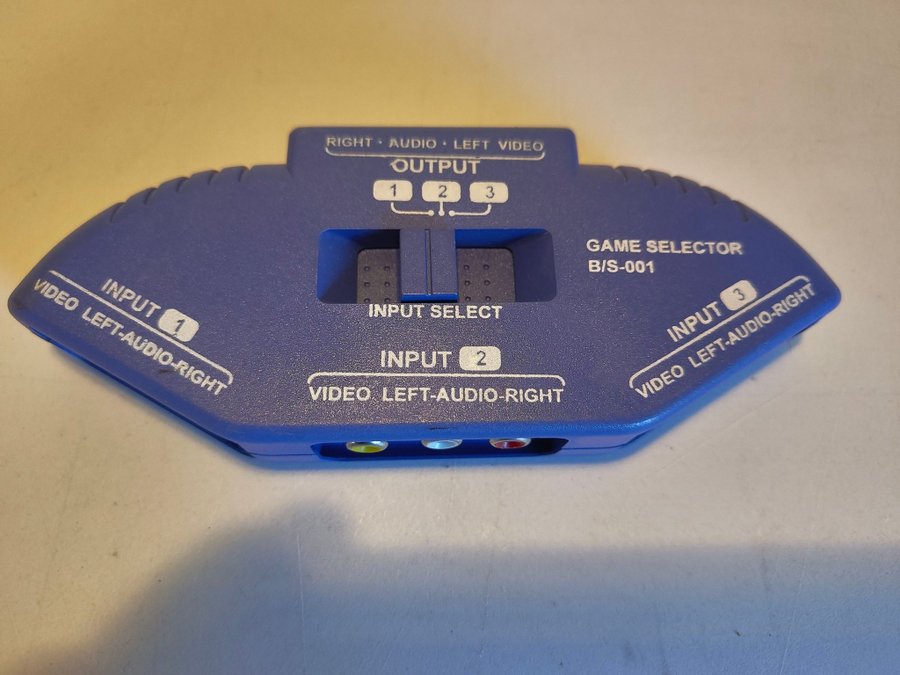 RIGHT · AUDIO · LEFT VIDEO
OUTPUT
1 2 3
GAME SELECTOR
B/S-001
INPUT SELECT
INPUT 1
VIDEO LEFT-AUDIO-RIGHT
INPUT 2
VIDEO LEFT-AUDIO-RIGHT
INPUT 3
VIDEO LEFT-AUDIO-RIGHT